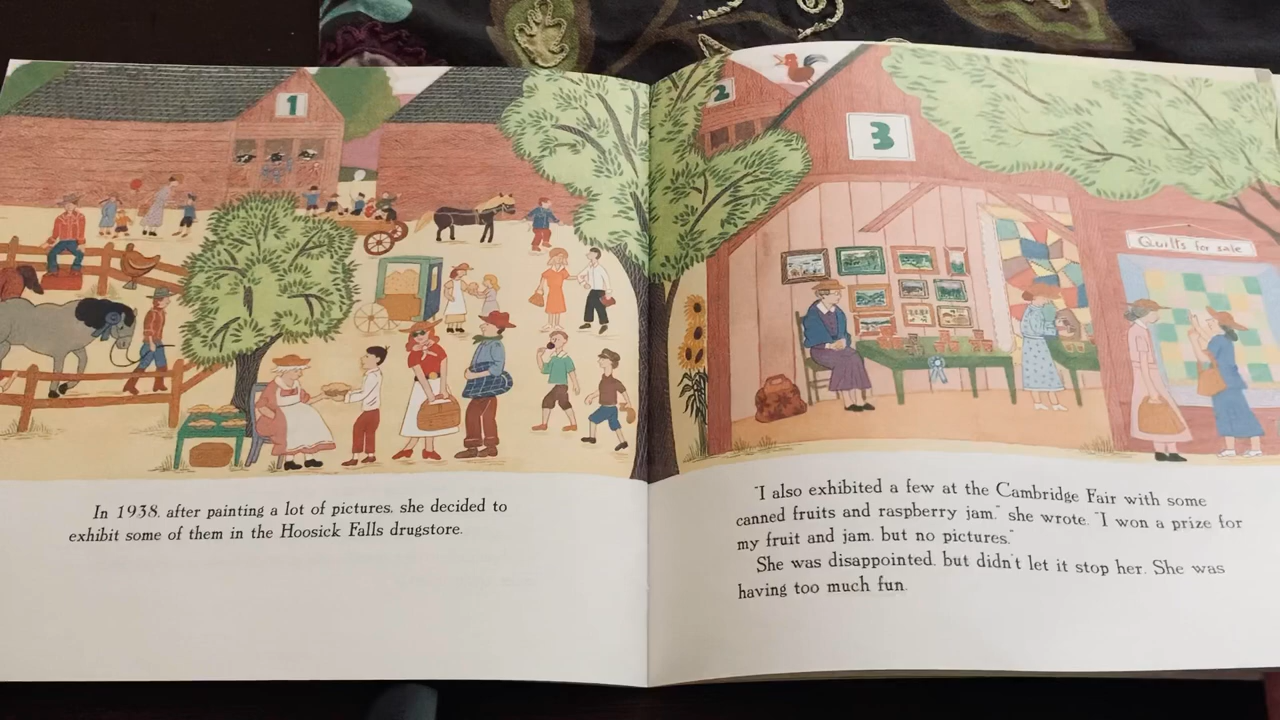 1
In 1938, after painting a lot of pictures, she decided to
exhibit some of them in the Hoosick Falls drugstore.
2
3
Quilts for sale
"I also exhibited a few at the Cambridge Fair with some
canned fruits and raspberry jam," she wrote. "I won a prize for
my fruit and jam, but no pictures."
She was disappointed, but didn't let it stop her. She was
having too much fun.